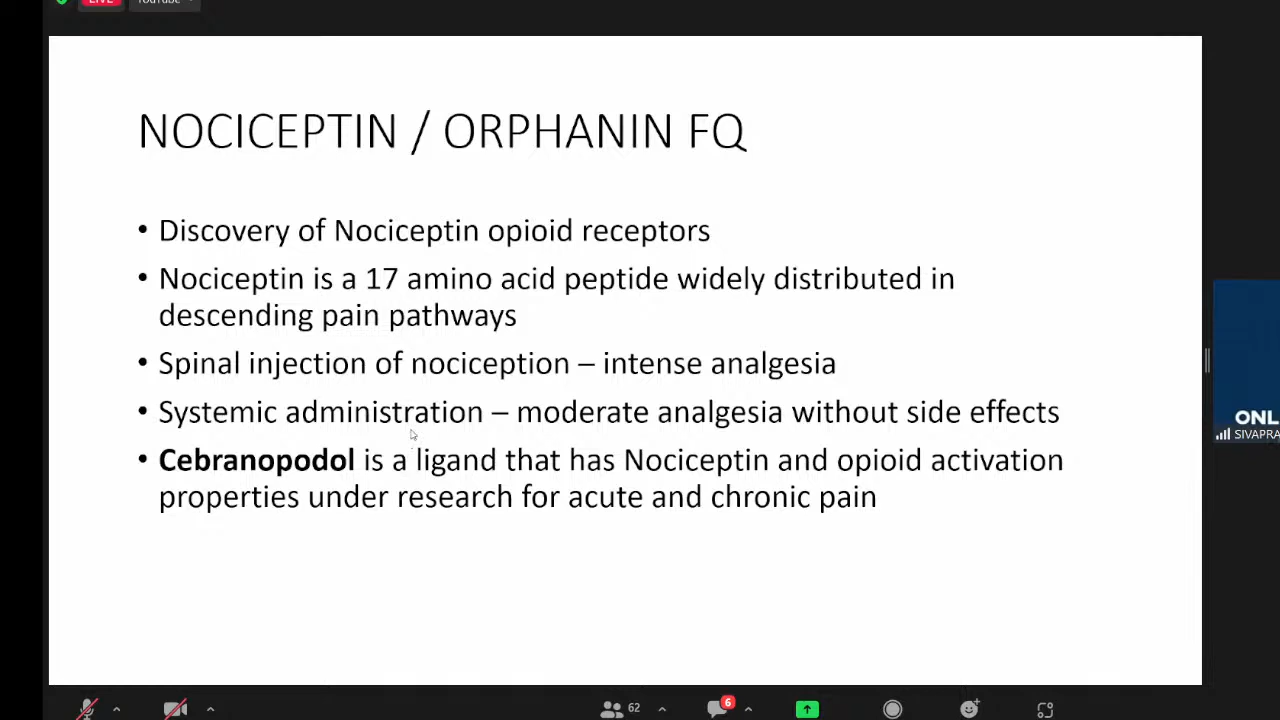 LIVE
YouTube
NOCICEPTIN / ORPHANIN FQ
• Discovery of Nociceptin opioid receptors
• Nociceptin is a 17 amino acid peptide widely distributed in
descending pain pathways
• Spinal injection of nociception – intense analgesia
• Systemic administration – moderate analgesia without side effects
• Cebranopodol is a ligand that has Nociceptin and opioid activation
properties under research for acute and chronic pain
ONL
SIVAPRA
62
6